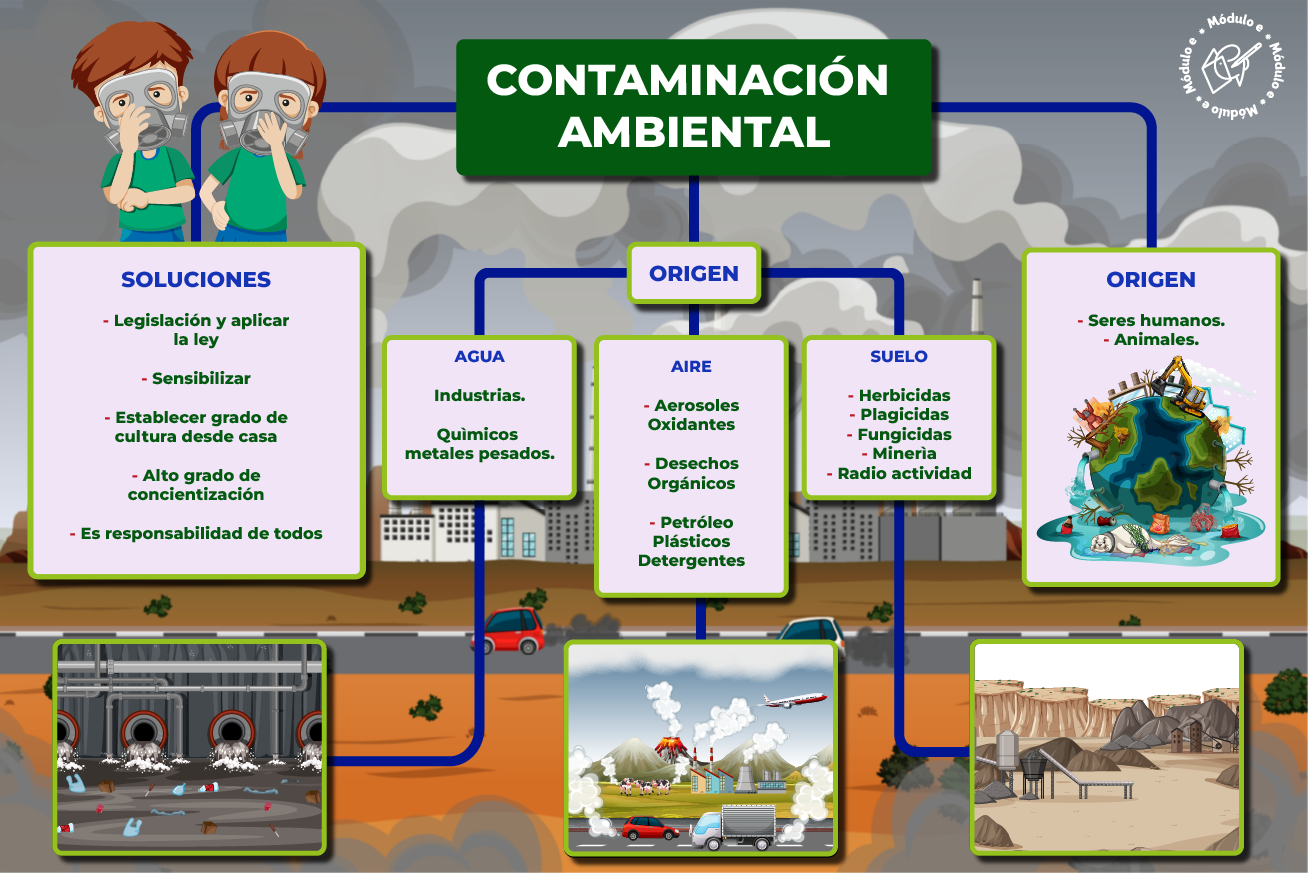 CONTAMINACIÓN
AMBIENTAL
Módulo e * Módulo e * Módulo e * Módulo e *
SOLUCIONES
- Legislación y aplicar
la ley
- Sensibilizar
- Establecer grado de
cultura desde casa
- Alto grado de
concientización
- Es responsabilidad de todos
ORIGEN
AGUA
Industrias.
Quìmicos
metales pesados.
AIRE
- Aerosoles
Oxidantes
- Desechos
Orgánicos
- Petróleo
Plásticos
Detergentes
SUELO
- Herbicidas
- Plagicidas
- Fungicidas
- Minerìa
- Radio actividad
ORIGEN
- Seres humanos.
- Animales.